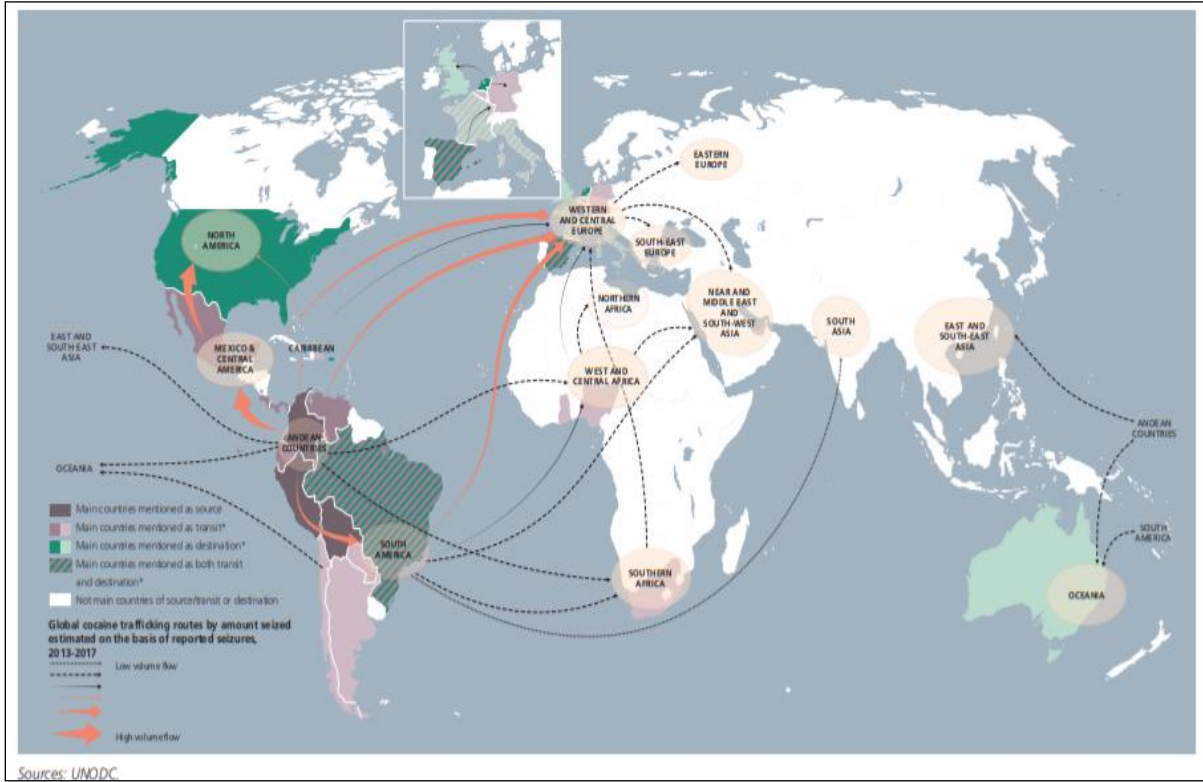 EASTERN
EUROPE
WESTERN
AND CENTRAL
EUROPE
NORTH
AMERICA
SOUTH-EAST
EUROPE
NORTHERN
AFRICA
NEAR AND
MIDDLE EAST
AND
SOUTH-WEST
ASIA
SOUTH
ASIA
EAST AND
SOUTH-EAST
ASIA
EAST AND
SOUTH EAST
ASIA
MEXICO &
CENTRAL
AMERICA
CARIBBEAN
WEST AND
CENTRAL AFRICA
ANDEAN
COUNTRIES
ANDEAN
COUNTRIES
OCEANIA
SOUTH
AMERICA
SOUTH
AMERICA
SOUTHERN
AFRICA
OCEANIA
Main countries mentioned as source
Main countries mentioned as transit*
Main countries mentioned as destination*
Main countries mentioned as both transit
and destination*
Not main countries of source/transit or destination
Global cocaine trafficking routes by amount seized
estimated on the basis of reported seizures,
2013-2017
Low volume flow
High volume flow
Sources: UNODC.